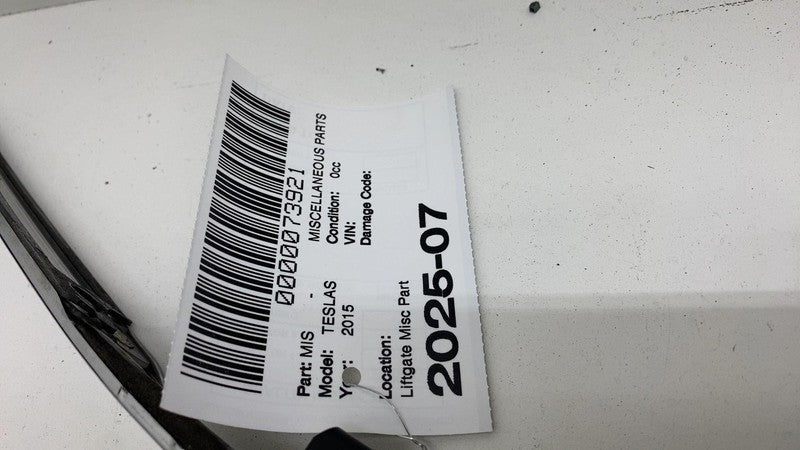 0000073921
Part: MIS - MISCELLANEOUS PARTS
Model: TESLAS Condition: 0cc
Year: 2015 VIN:
Damage Code:
Location:
Liftgate Misc Part
2025-07